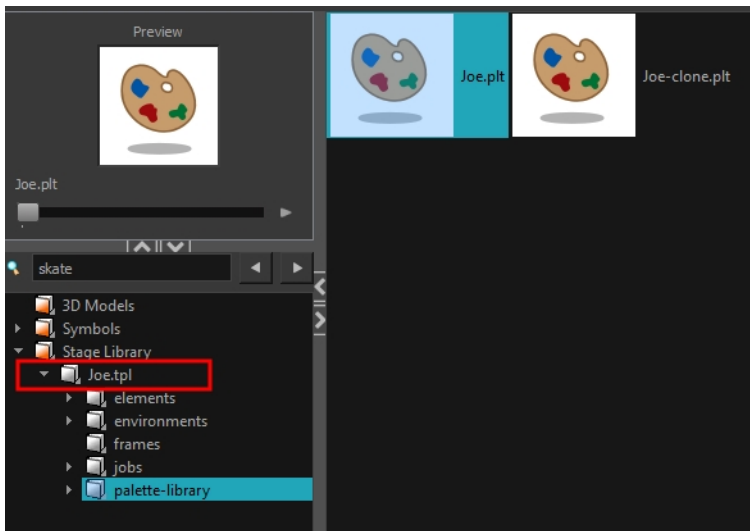 Preview
Joe.plt
skate
3D Models
Symbols
Stage Library
Joe.tpl
elements
environments
frames
jobs
palette-library
Joe.plt
Joe-clone.plt